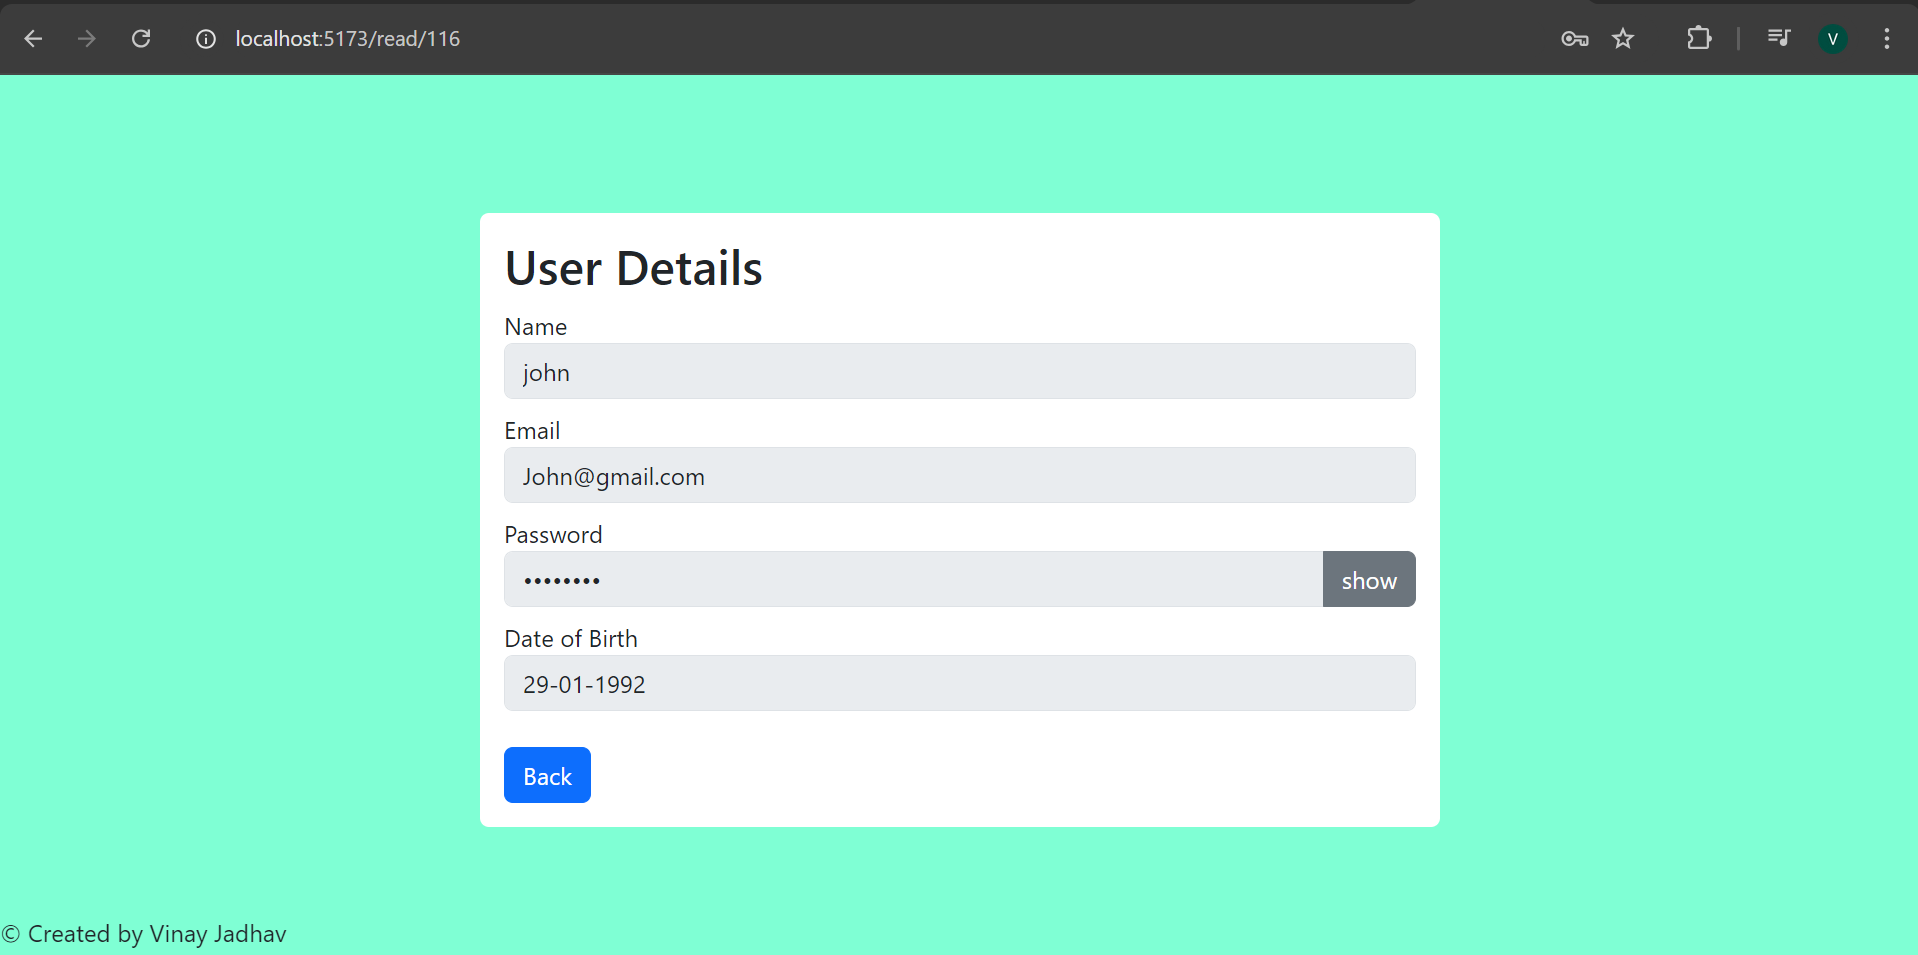 localhost:5173/read/116
V
User Details
Name
john
Email
John@gmail.com
Password
••••••••
show
Date of Birth
29-01-1992
Back
© Created by Vinay Jadhav